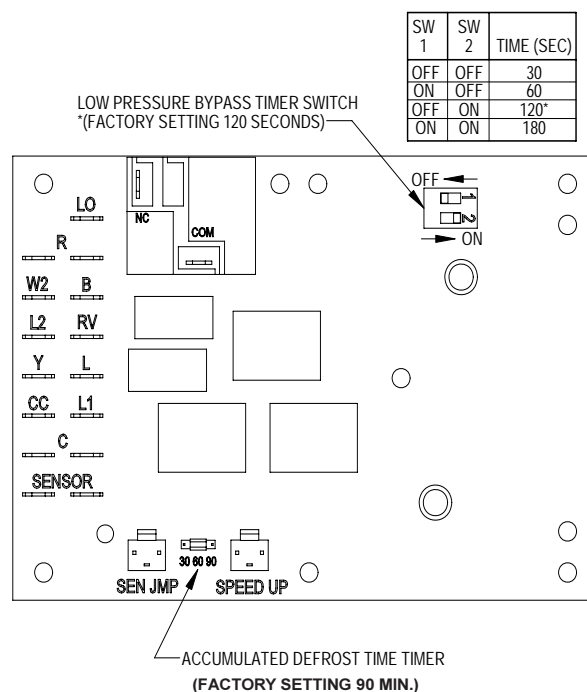 SW 1 SW 2 TIME (SEC)
OFF OFF 30
ON OFF 60
OFF ON 120*
ON ON 180
LOW PRESSURE BYPASS TIMER SWITCH
*(FACTORY SETTING 120 SECONDS)
OFF
1
2
ON
NC
COM
LO
R
W2 B
L2 RV
Y L
CC L1
C
SENSOR
30 60 90
SEN JMP SPEED UP
ACCUMULATED DEFROST TIME TIMER
(FACTORY SETTING 90 MIN.)